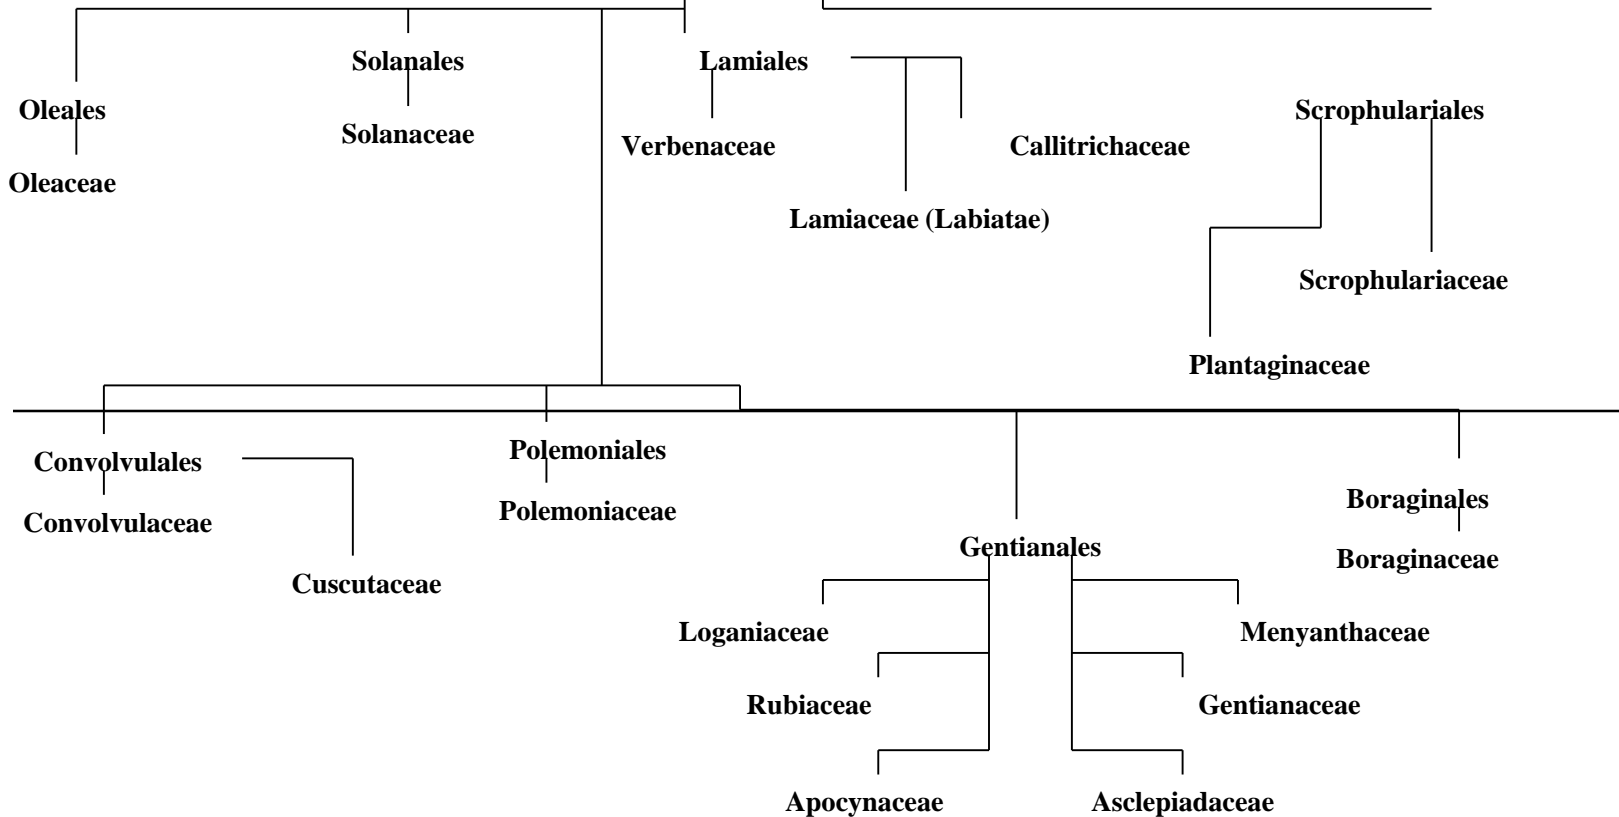 Solanales
Lamiales
Oleales
Scrophulariales
Solanaceae
Verbenaceae
Callitrichaceae
Oleaceae
Lamiaceae (Labiatae)
Scrophulariaceae
Plantaginaceae
Convolvulales
Polemoniales
Convolvulaceae
Polemoniaceae
Boraginales
Gentianales
Boraginaceae
Cuscutaceae
Loganiaceae
Menyanthaceae
Rubiaceae
Gentianaceae
Apocynaceae
Asclepiadaceae